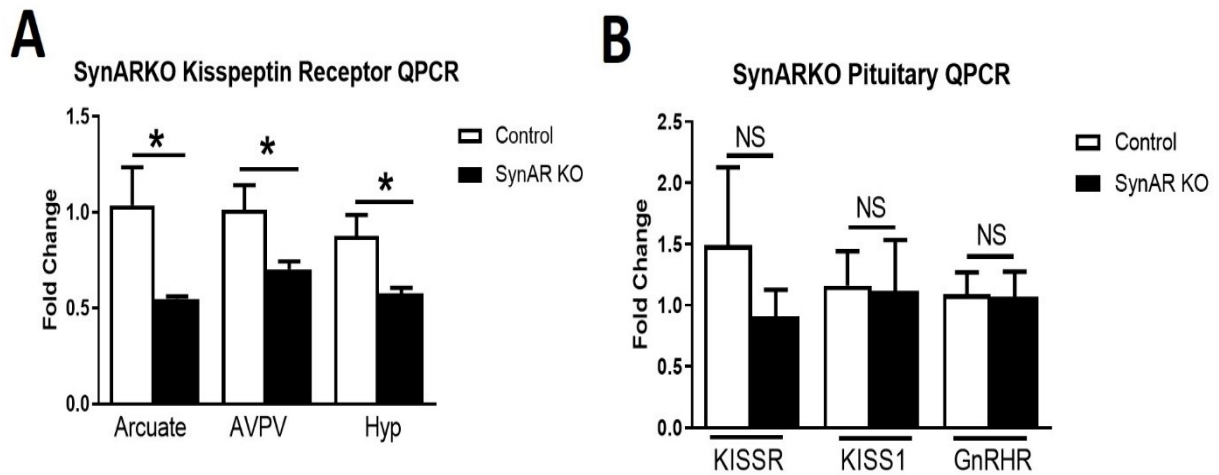 A
SynARKO Kisspeptin Receptor QPCR
Fold Change
1.5
1.0
0.5
0.0
*
*
*
Arcuate
AVPV
Hyp
Control
SynAR KO
B
SynARKO Pituitary QPCR
Fold Change
2.5
2.0
1.5
1.0
0.5
0.0
NS
NS
NS
KISSR
KISS1
GnRHR
Control
SynAR KO